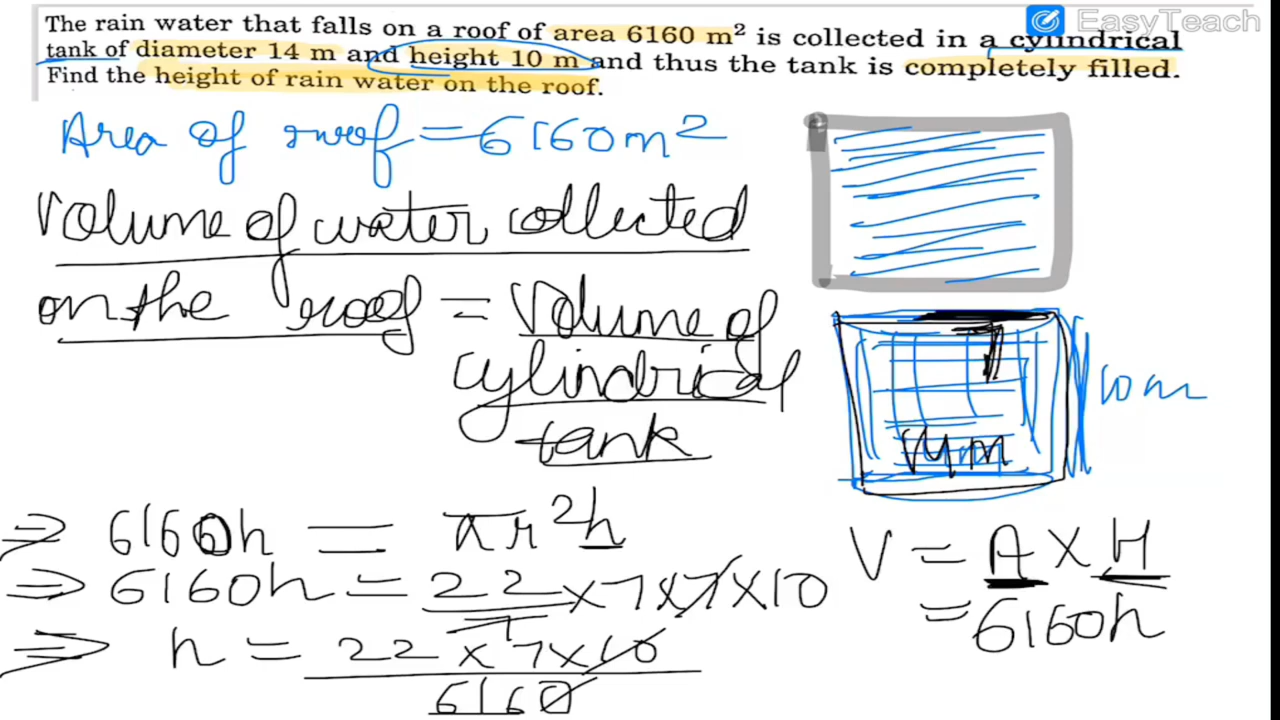 The rain water that falls on a roof of area 6160 m² is collected in a cylindrical
tank of diameter 14 m and height 10 m and thus the tank is completely filled.
Find the height of rain water on the roof.
EasyTeach
Area of roof = 6160m²
Volume of water collected
on the roof = Volume of
cylindrical
tank
10m
14m
⇒ 6160h = πr²h
⇒ 6160h = 22/7 × 7 × 7 × 10
⇒ h = 22 × 7 × 10 / 6160
V = A × H
= 6160h